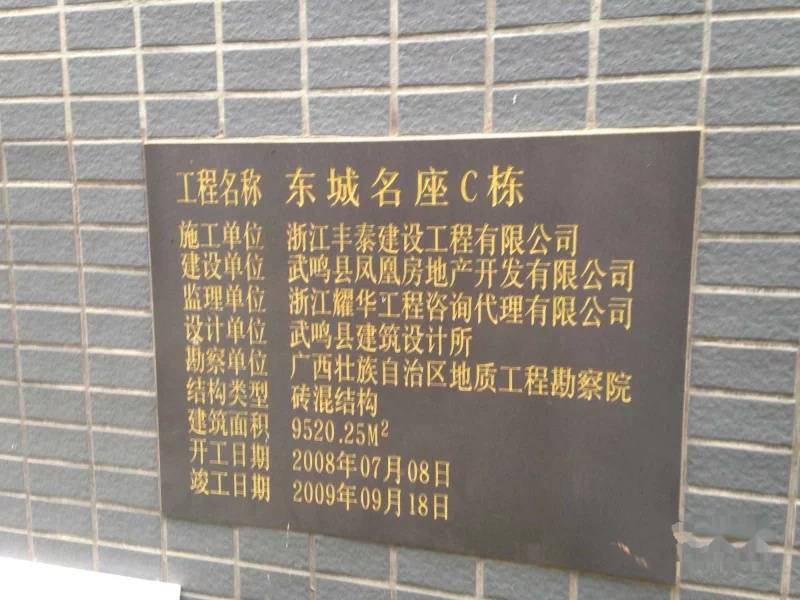 工程名称 东城名座C栋
施工单位 浙江丰泰建设工程有限公司
建设单位 武鸣县凤凰房地产开发有限公司
监理单位 浙江耀华工程咨询代理有限公司
设计单位 武鸣县建筑设计所
勘察单位 广西壮族自治区地质工程勘察院
结构类型 砖混结构
建筑面积 9520.25M²
开工日期 2008年07月08日
竣工日期 2009年09月18日